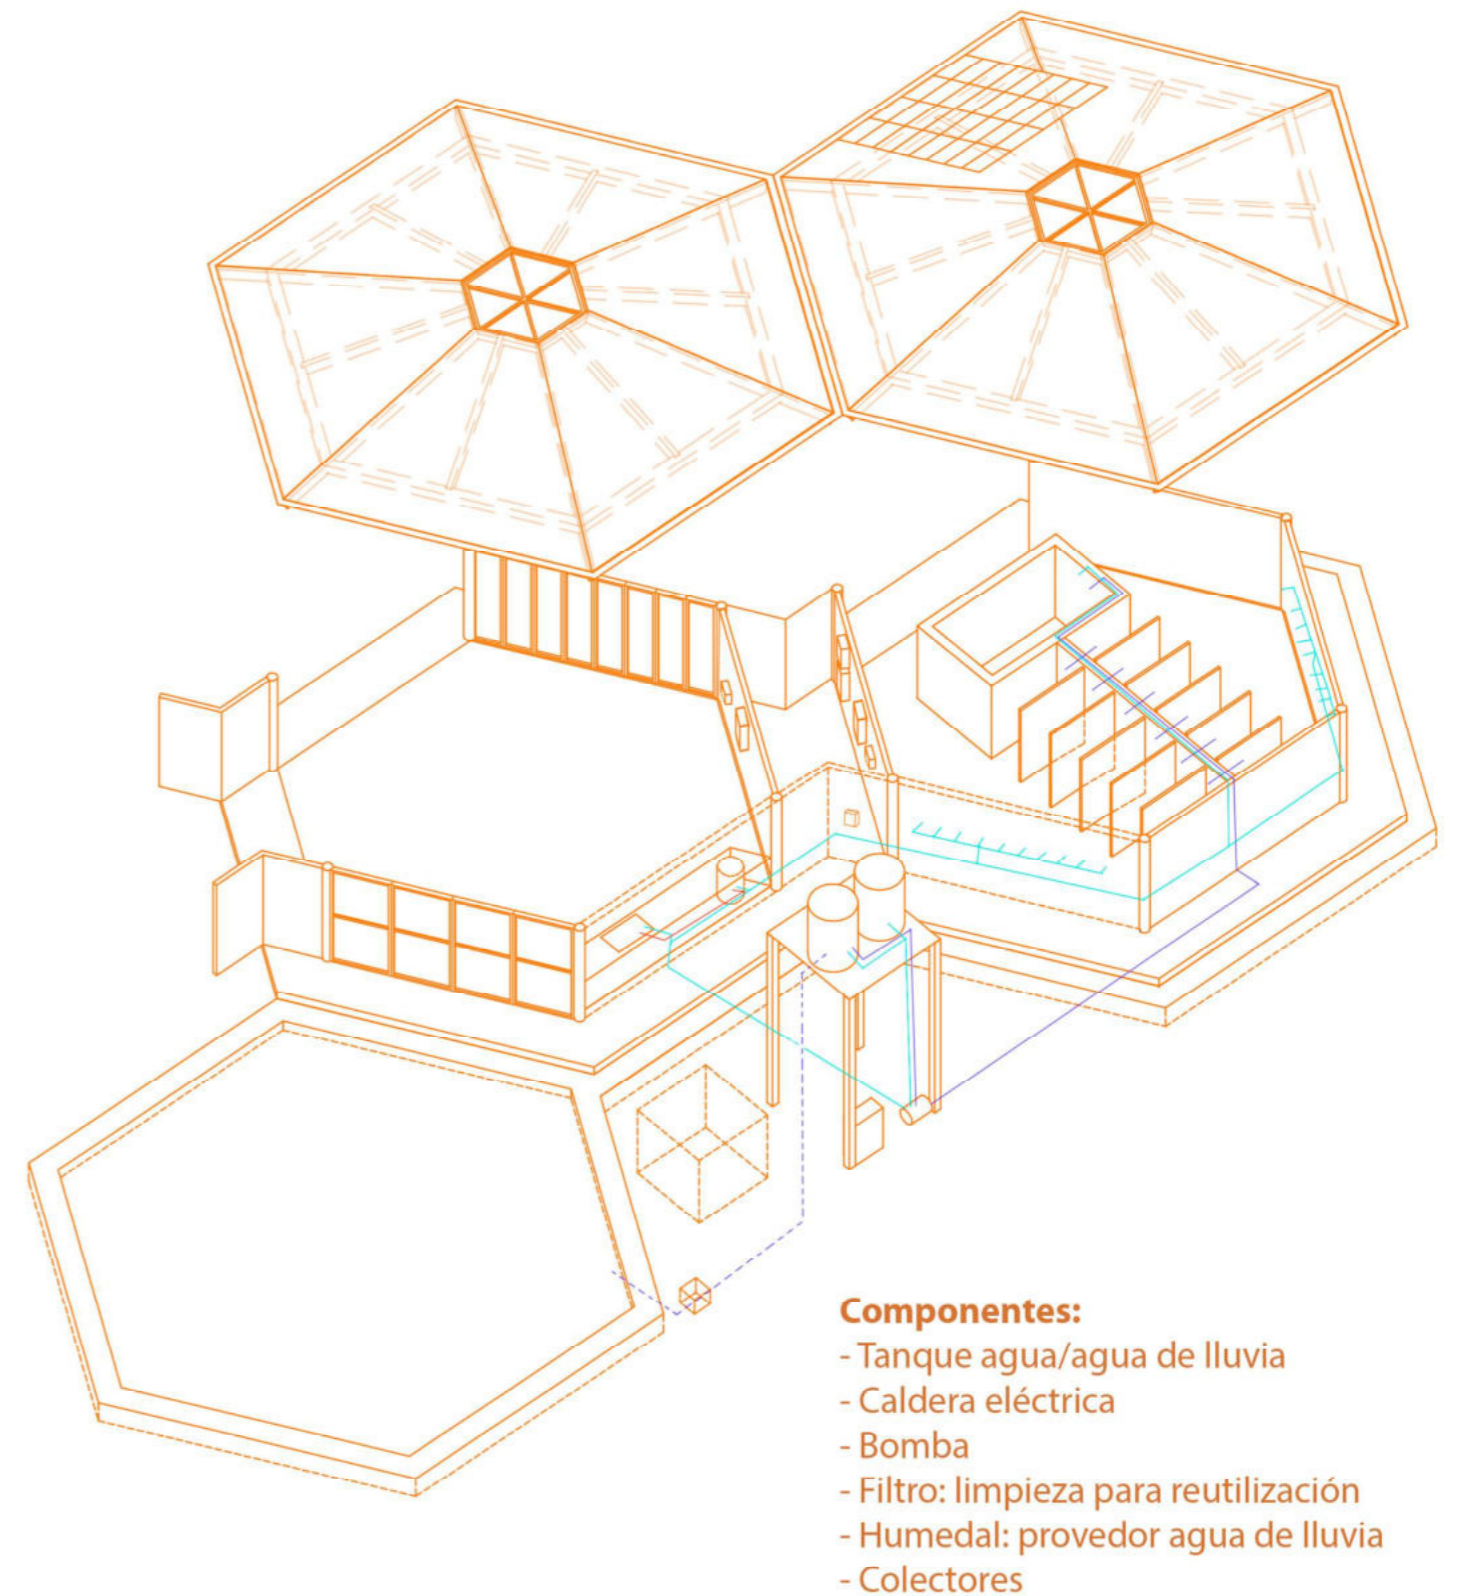 Componentes:
- Tanque agua/agua de lluvia
- Caldera eléctrica
- Bomba
- Filtro: limpieza para reutilización
- Humedal: provedor agua de lluvia
- Colectores